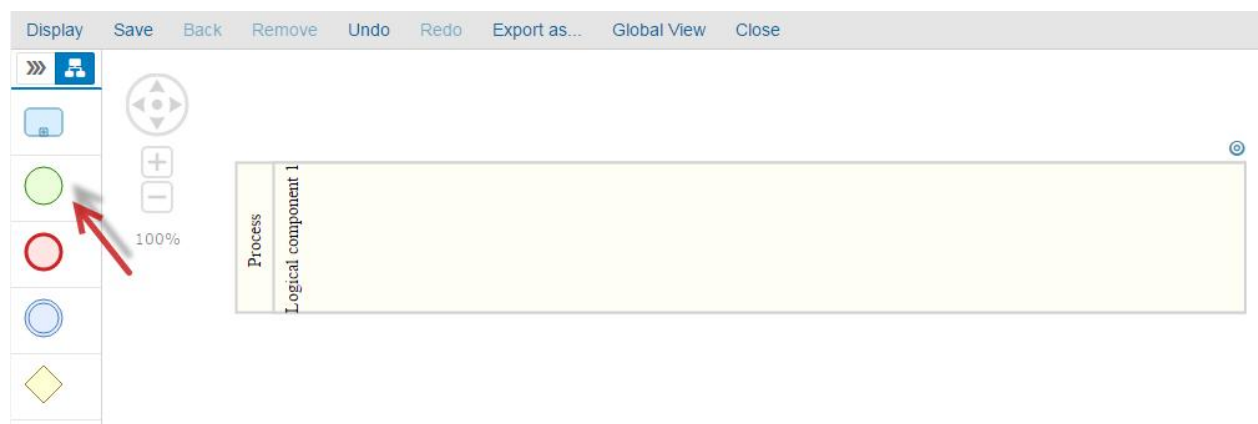 Display Save Back Remove Undo Redo Export as... Global View Close
100%
Process
Logical component 1